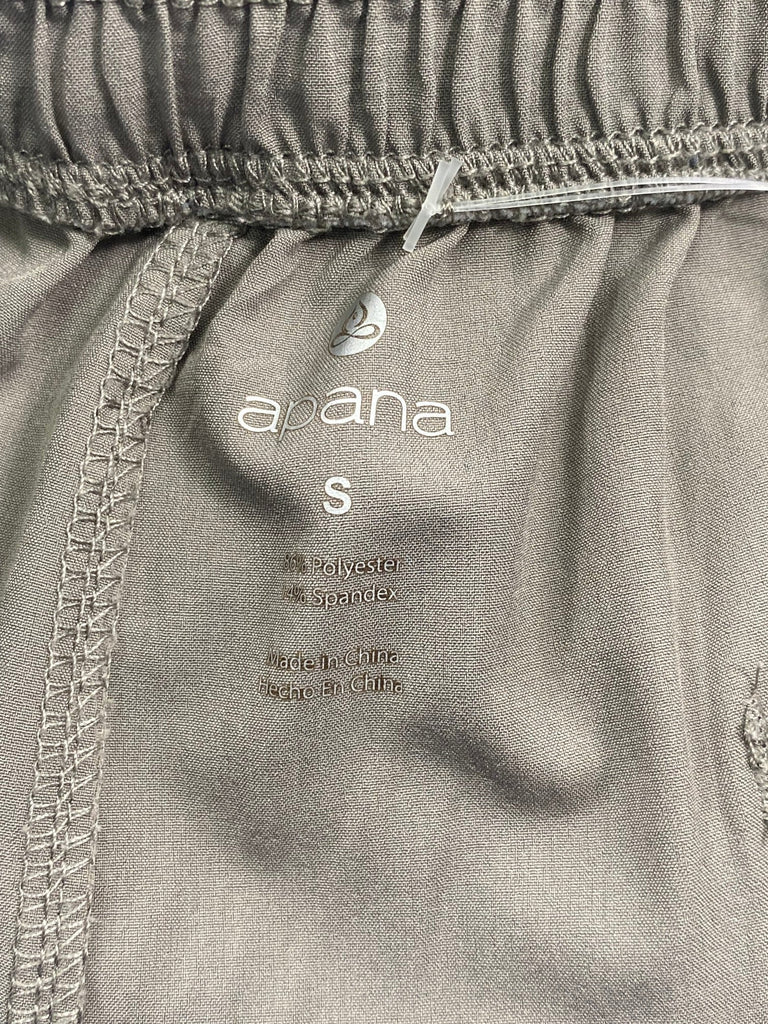 apana
S
Polyester
Spandex
Made in China
Hecho En China